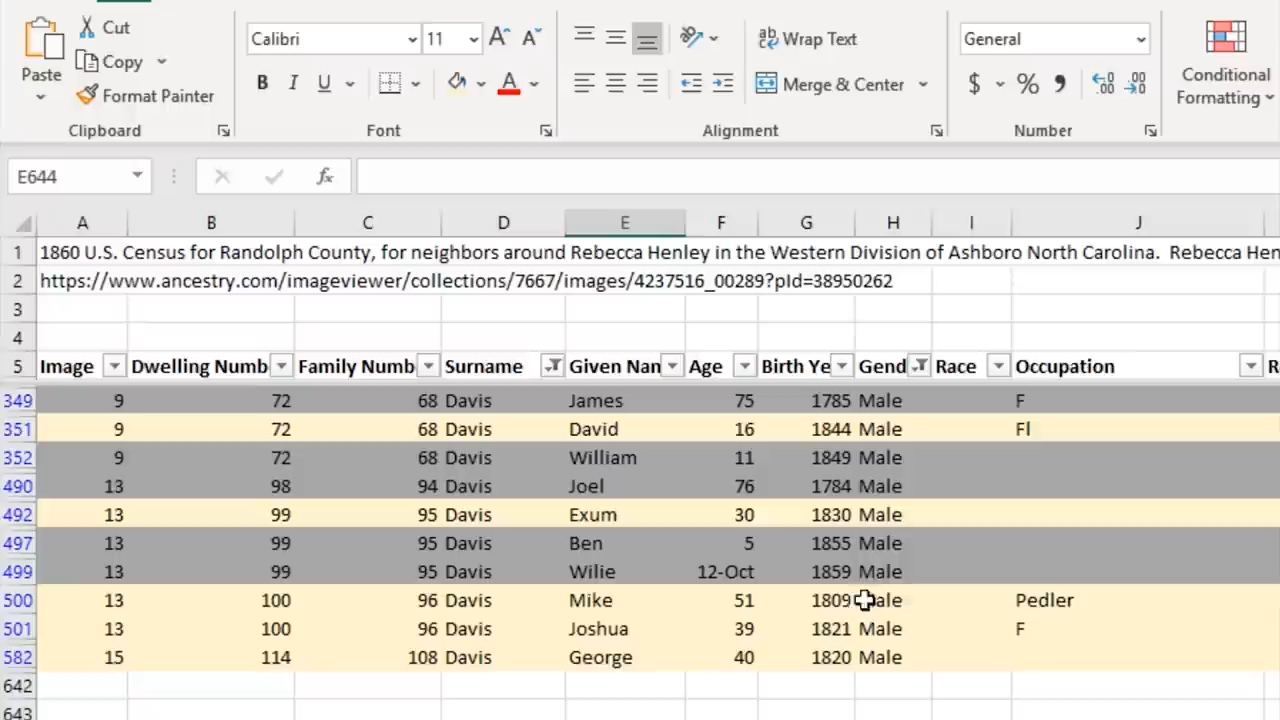 Cut
Copy
Format Painter
Paste
Clipboard
Calibri 11 A A
B I U A
Font
ab Wrap Text
Merge & Center
Alignment
General
$ % 9
Number
Conditional
Formatting
E644 fx
A B C D E F G H I J
1 1860 U.S. Census for Randolph County, for neighbors around Rebecca Henley in the Western Division of Ashboro North Carolina. Rebecca Hen
2 https://www.ancestry.com/imageviewer/collections/7667/images/4237516_00289?pId=38950262
3
4
5 Image Dwelling Numb Family Numb Surname Given Nan Age Birth Ye Gend Race Occupation R
349 9 72 68 Davis James 75 1785 Male F
351 9 72 68 Davis David 16 1844 Male Fl
352 9 72 68 Davis William 11 1849 Male
490 13 98 94 Davis Joel 76 1784 Male
492 13 99 95 Davis Exum 30 1830 Male
497 13 99 95 Davis Ben 5 1855 Male
499 13 99 95 Davis Wilie 12-Oct 1859 Male
500 13 100 96 Davis Mike 51 1809 Male Pedler
501 13 100 96 Davis Joshua 39 1821 Male F
582 15 114 108 Davis George 40 1820 Male
642
643